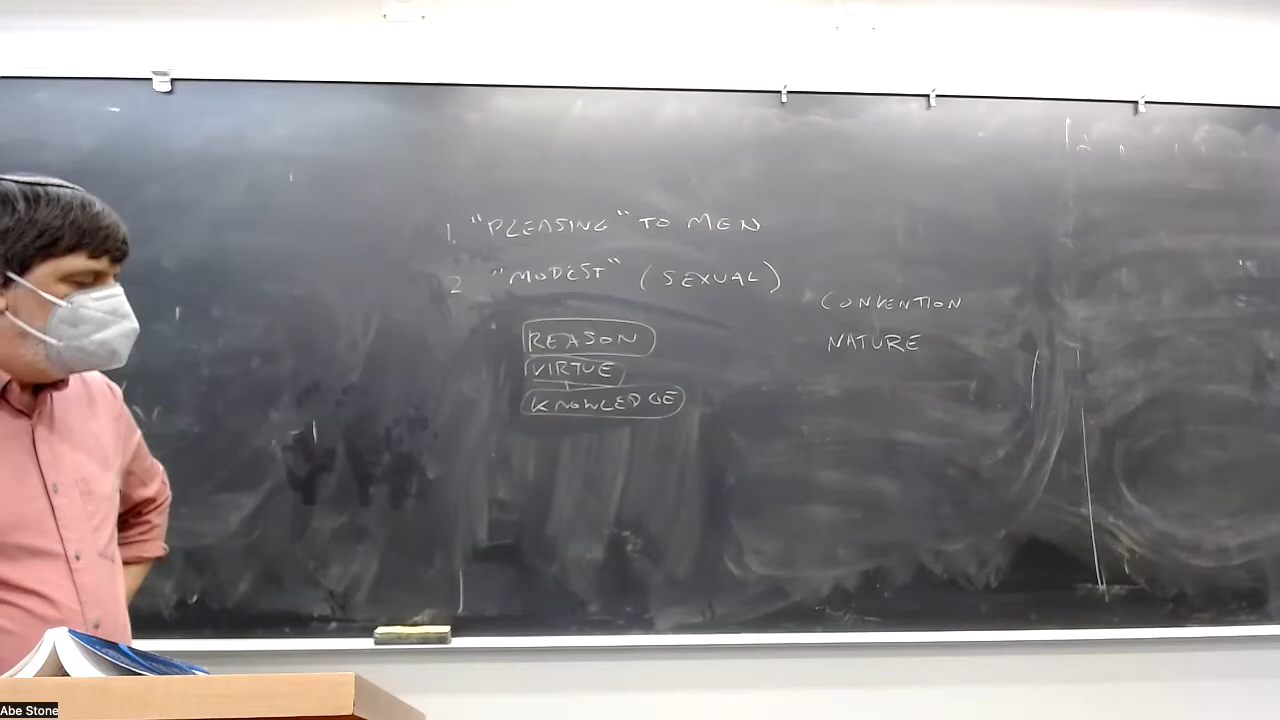 1. "PLEASING" TO MEN
2 "MODEST" (SEXUAL)
CONVENTION
REASON
NATURE
VIRTUE
KNOWLEDGE
Abe Stone